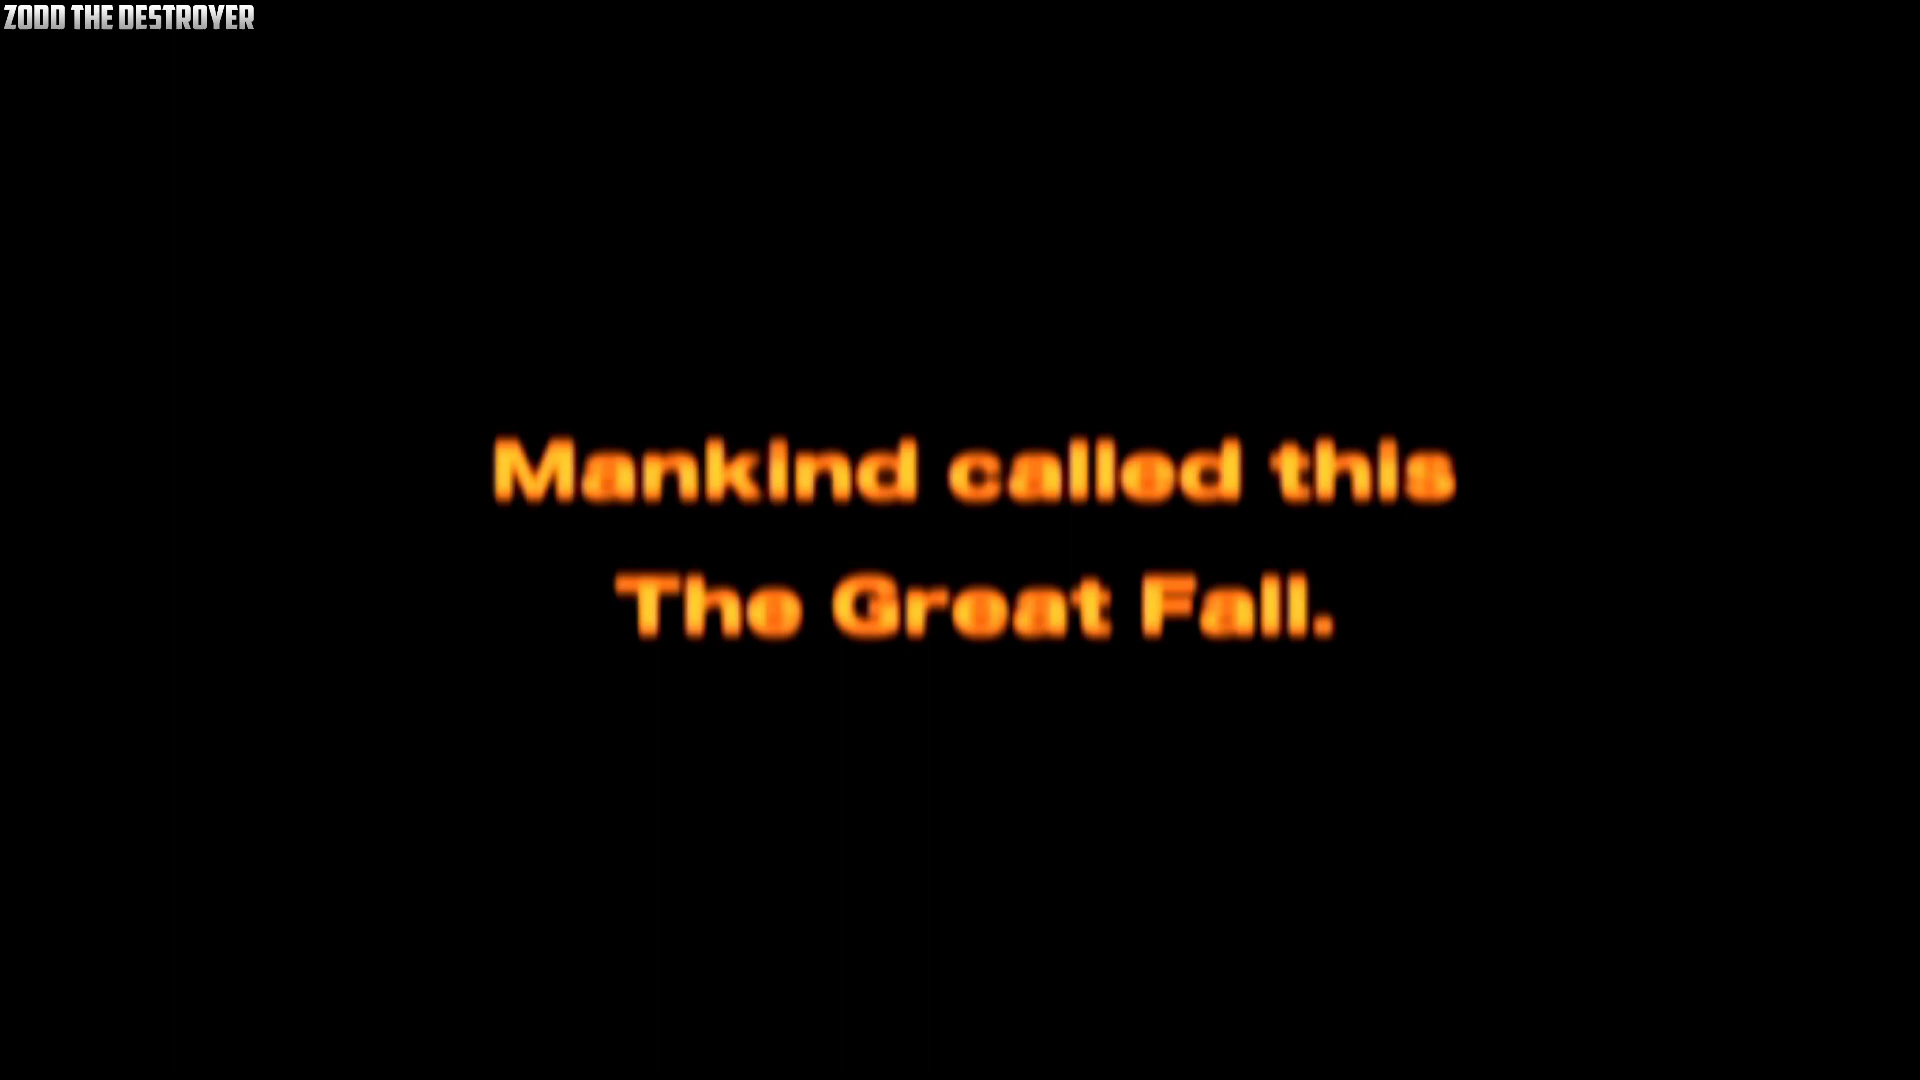 ZODD THE DESTROYER
Mankind called this
The Great Fall.